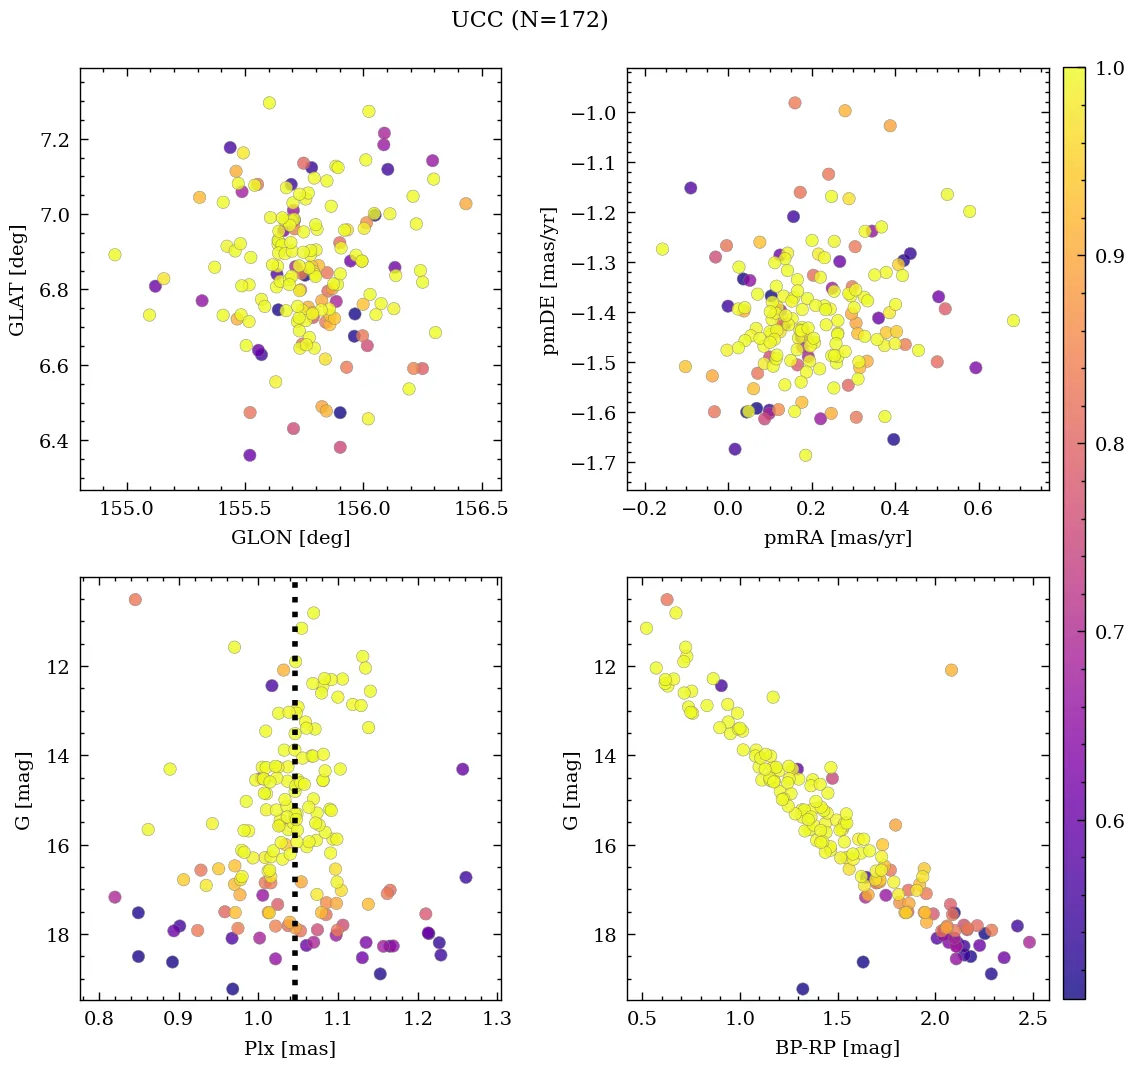 UCC (N=172)
7.2
7.0
6.8
6.6
6.4
GLAT [deg]
155.0 155.5 156.0 156.5
GLON [deg]
−1.0
−1.1
−1.2
−1.3
−1.4
−1.5
−1.6
−1.7
pmDE [mas/yr]
−0.2 0.0 0.2 0.4 0.6
pmRA [mas/yr]
12
14
16
18
G [mag]
0.8 0.9 1.0 1.1 1.2 1.3
Plx [mas]
12
14
16
18
G [mag]
0.5 1.0 1.5 2.0 2.5
BP-RP [mag]
1.0
0.9
0.8
0.7
0.6